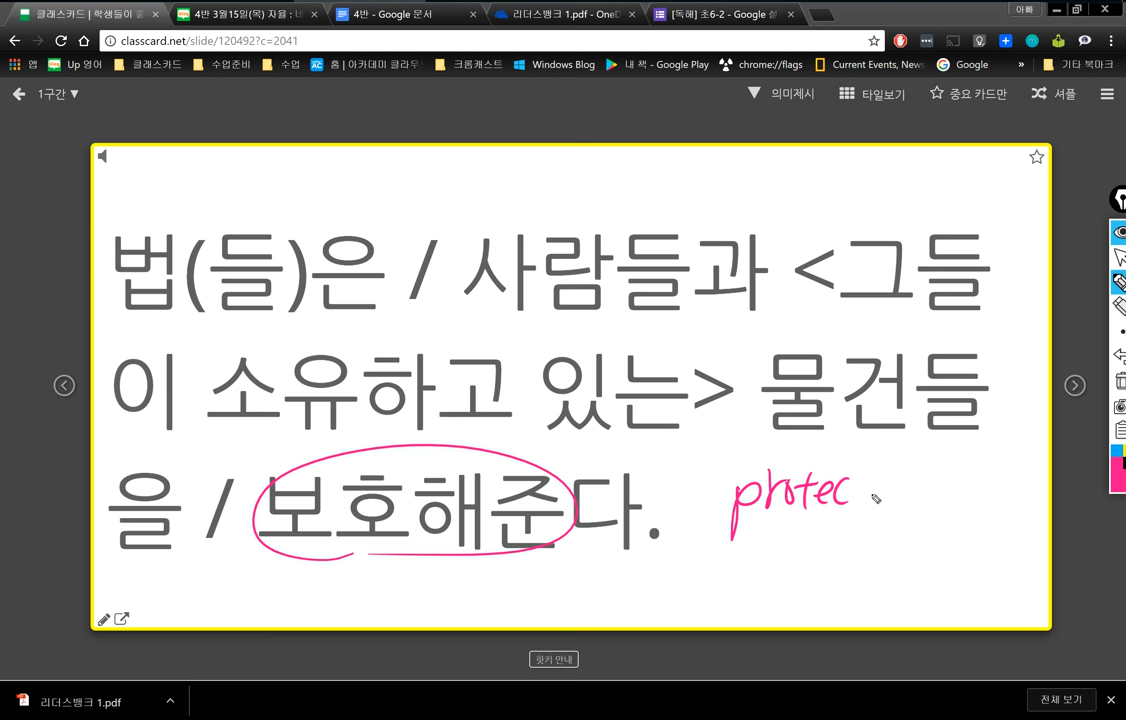 클래스카드 | 학생들이 좋
4반 3월15일(목) 자율 : 네
4반 - Google 문서
리더스뱅크 1.pdf - OneD
[독해] 초6-2 - Google 설
아빠
classcard.net/slide/120492?c=2041
앱
Up 영어
클래스카드
수업준비
수업
홈 | 아카데미 클라우
크롬캐스트
Windows Blog
내 책 - Google Play
chrome://flags
Current Events, News
Google
»
기타 북마크
1구간 ▼
▼ 의미제시
타일보기
중요 카드만
셔플
법(들)은 / 사람들과 <그들
이 소유하고 있는> 물건들
을 / 보호해준다.
protec
핫키 안내
리더스뱅크 1.pdf
전체 보기